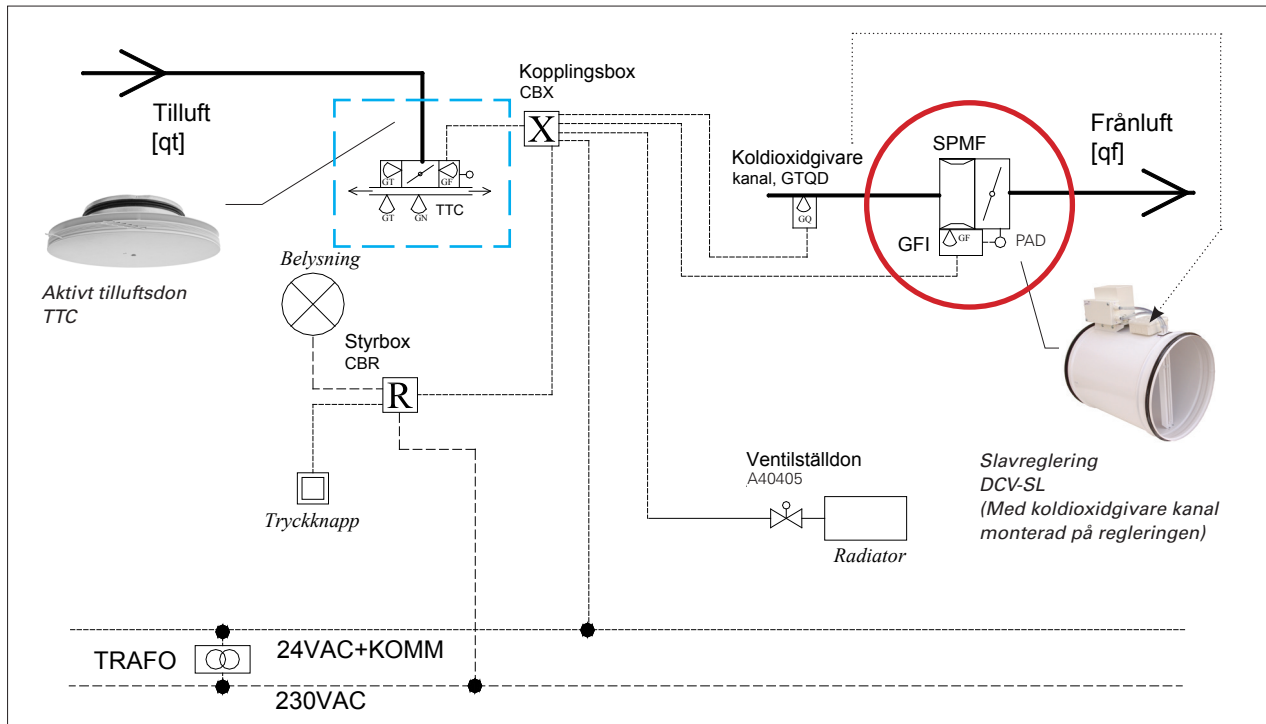 Tilluft
[qt]
Kopplingsbox
CBX
X
GT
GF
GT
GN
TTC
Aktivt tilluftsdon
TTC
Belysning
Styrbox
CBR
R
Tryckknapp
Koldioxidgivare
kanal, GTQD
GQ
SPMF
GFI
GF
PAD
Frånluft
[qf]
Slavreglering
DCV-SL
(Med koldioxidgivare kanal
monterad på regleringen)
Ventilställdon
A40405
Radiator
TRAFO
24VAC+KOMM
230VAC